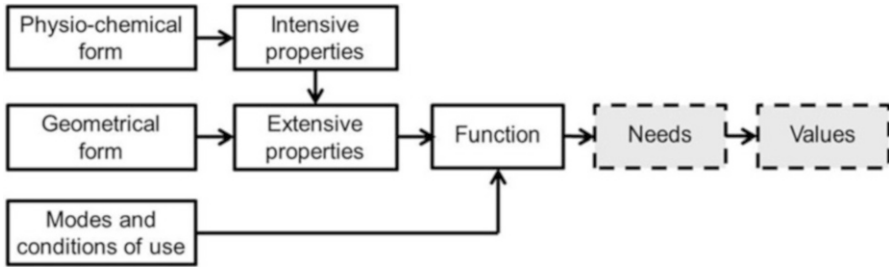 Physio-chemical
form
Intensive
properties
Geometrical
form
Extensive
properties
Function
Needs
Values
Modes and
conditions of use